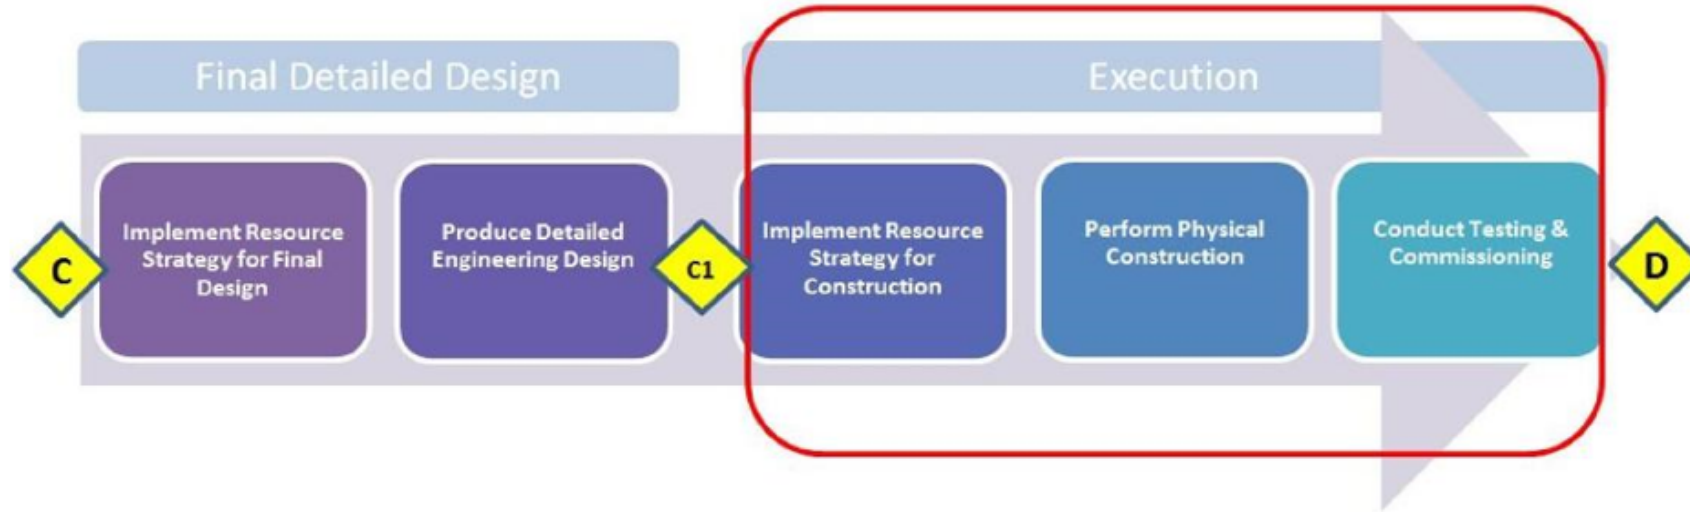 Final Detailed Design
Execution
C
Implement Resource
Strategy for Final
Design
Produce Detailed
Engineering Design
C1
Implement Resource
Strategy for
Construction
Perform Physical
Construction
Conduct Testing &
Commissioning
D